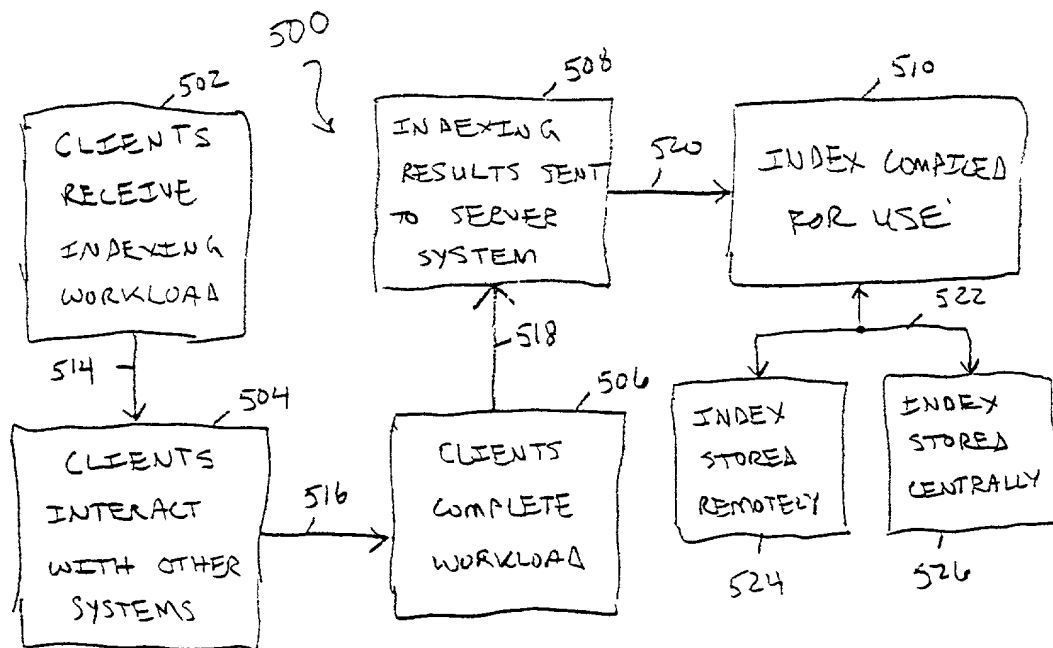 500
502
CLIENTS
RECEIVE
INDEXING
WORKLOAD
514
504
CLIENTS
INTERACT
WITH OTHER
SYSTEMS
516
506
CLIENTS
COMPLETE
WORKLOAD
518
508
INDEXING
RESULTS SENT
TO SERVER
SYSTEM
520
510
INDEX COMPILED
FOR USE
522
INDEX
STORED
REMOTELY
524
INDEX
STORED
CENTRALLY
526